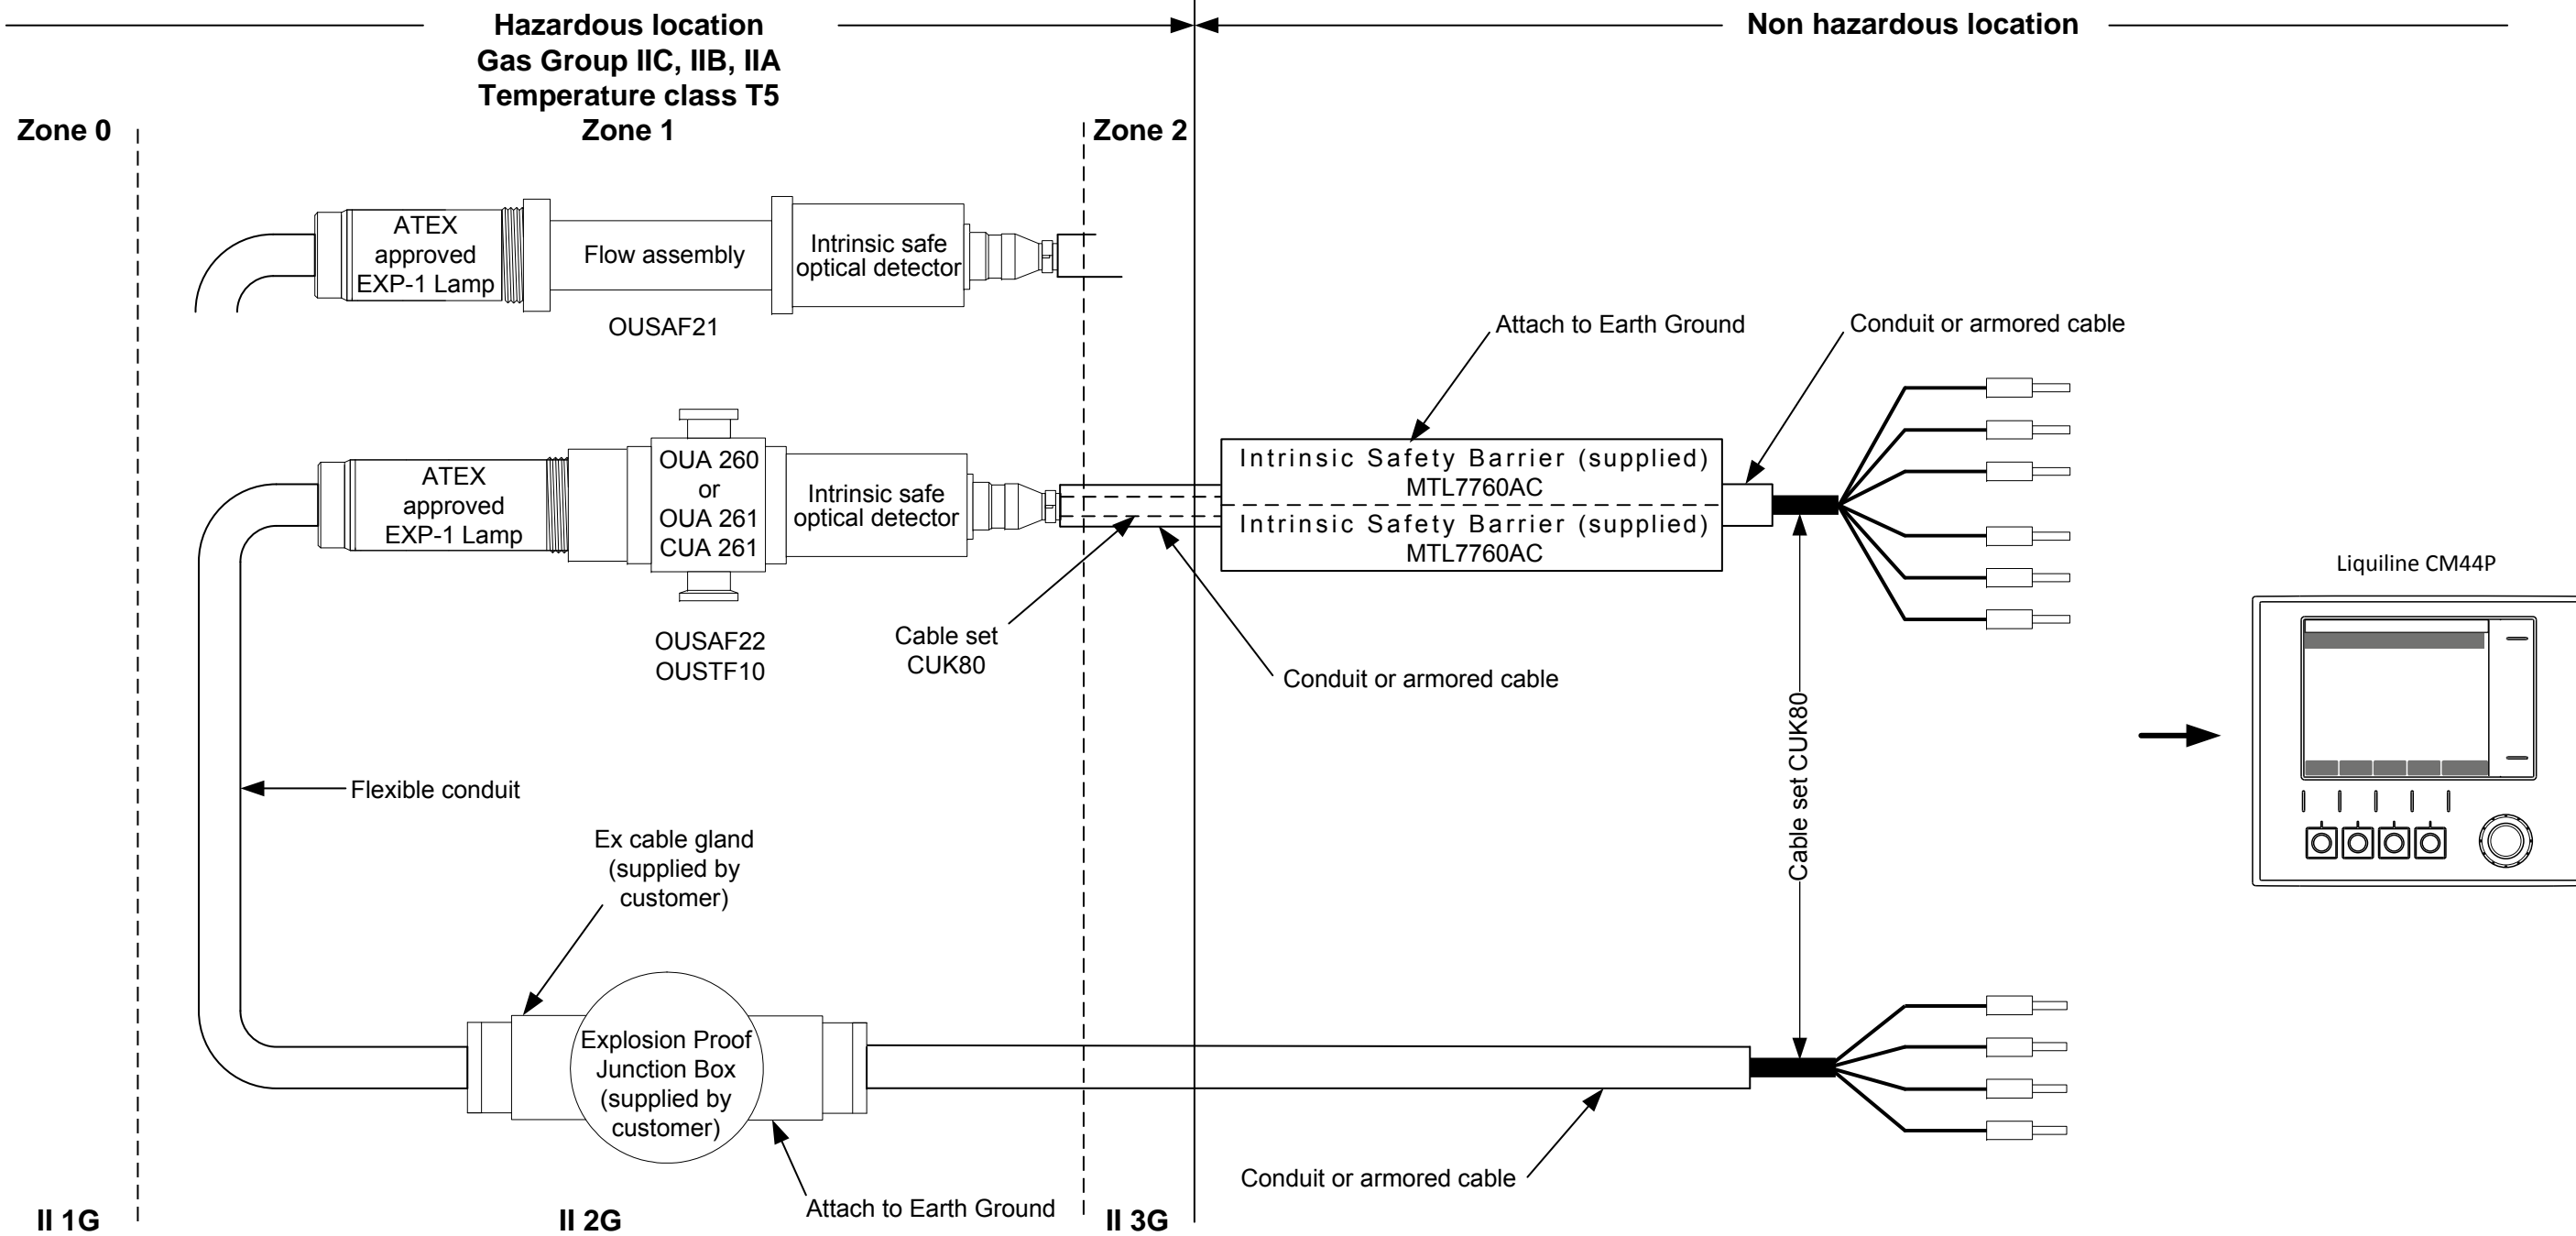 Hazardous location
Gas Group IIC, IIB, IIA
Temperature class T5
Non hazardous location
Zone 0
Zone 1
Zone 2
ATEX
approved
EXP-1 Lamp
Flow assembly
Intrinsic safe
optical detector
OUSAF21
Attach to Earth Ground
Conduit or armored cable
ATEX
approved
EXP-1 Lamp
OUA 260
or
OUA 261
CUA 261
Intrinsic safe
optical detector
Intrinsic Safety Barrier (supplied)
MTL7760AC
Intrinsic Safety Barrier (supplied)
MTL7760AC
Liquiline CM44P
OUSAF22
OUSTF10
Cable set
CUK80
Conduit or armored cable
Cable set CUK80
Flexible conduit
Ex cable gland
(supplied by
customer)
Explosion Proof
Junction Box
(supplied by
customer)
Conduit or armored cable
Attach to Earth Ground
II 1G
II 2G
II 3G